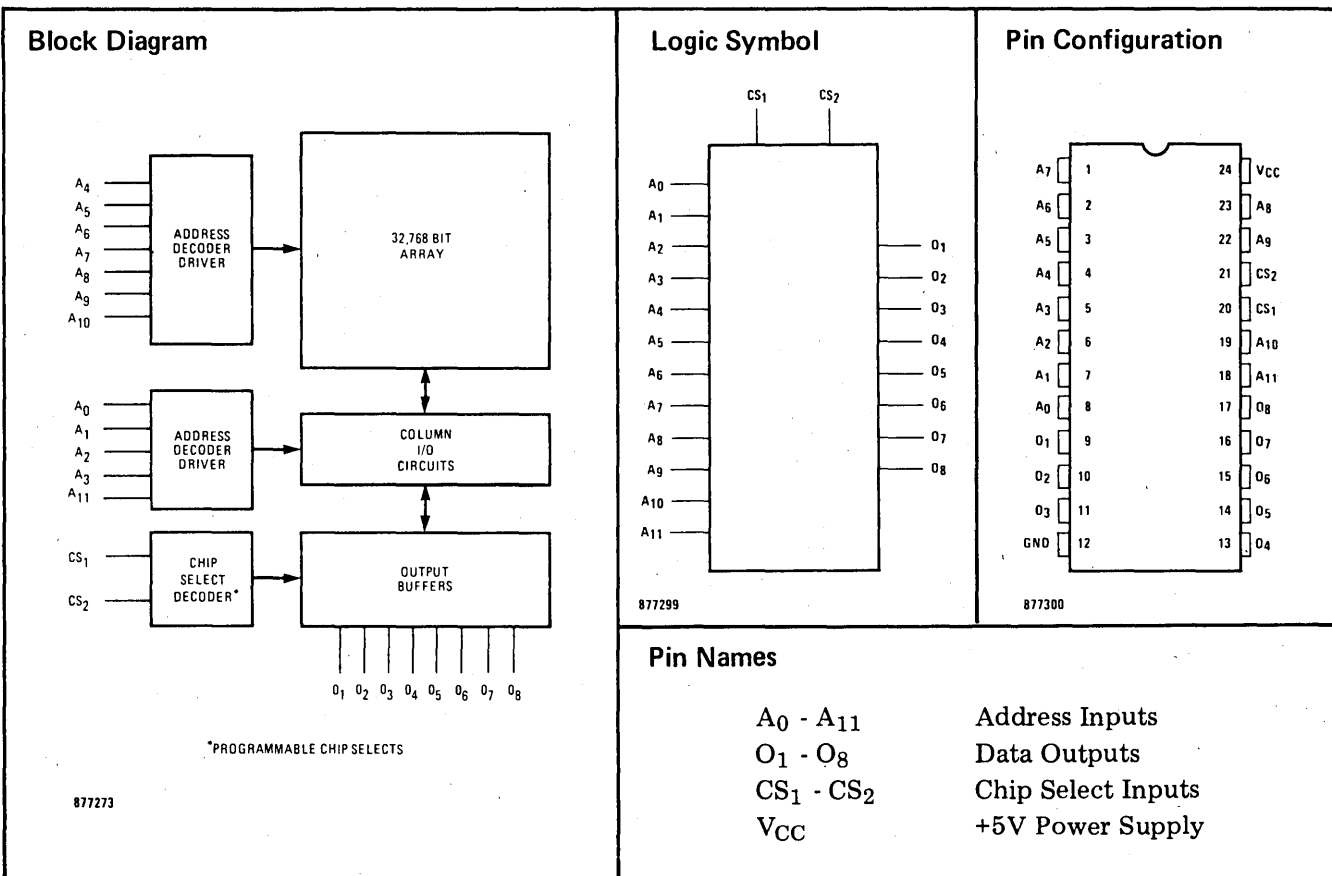 Block Diagram
A4
A5
A6
A7
A8
A9
A10
ADDRESS
DECODER
DRIVER
32,768 BIT
ARRAY
A0
A1
A2
A3
A11
ADDRESS
DECODER
DRIVER
COLUMN
I/O
CIRCUITS
CS1
CS2
CHIP
SELECT
DECODER*
OUTPUT
BUFFERS
O1 O2 O3 O4 O5 O6 O7 O8
*PROGRAMMABLE CHIP SELECTS
877273
Logic Symbol
CS1 CS2
A0
A1
A2
A3
A4
A5
A6
A7
A8
A9
A10
A11
O1
O2
O3
O4
O5
O6
O7
O8
877299
Pin Configuration
A7 1 24 VCC
A6 2 23 A8
A5 3 22 A9
A4 4 21 CS2
A3 5 20 CS1
A2 6 19 A10
A1 7 18 A11
A0 8 17 O8
O1 9 16 O7
O2 10 15 O6
O3 11 14 O5
GND 12 13 O4
877300
Pin Names
A0 - A11 Address Inputs
O1 - O8 Data Outputs
CS1 - CS2 Chip Select Inputs
VCC +5V Power Supply